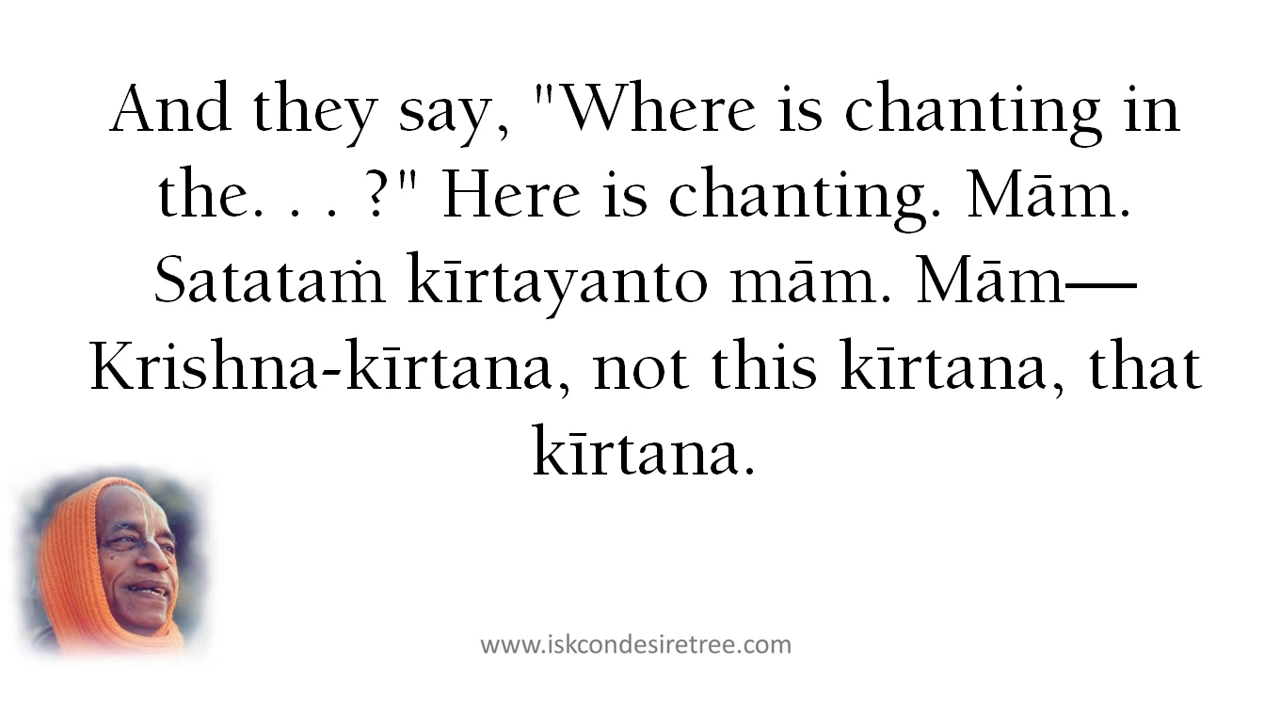 And they say, "Where is chanting in
the. . . ?" Here is chanting. Mām.
Satataṁ kīrtayanto mām. Mām—
Krishna-kīrtana, not this kīrtana, that
kīrtana.
www.iskcondesiretree.com